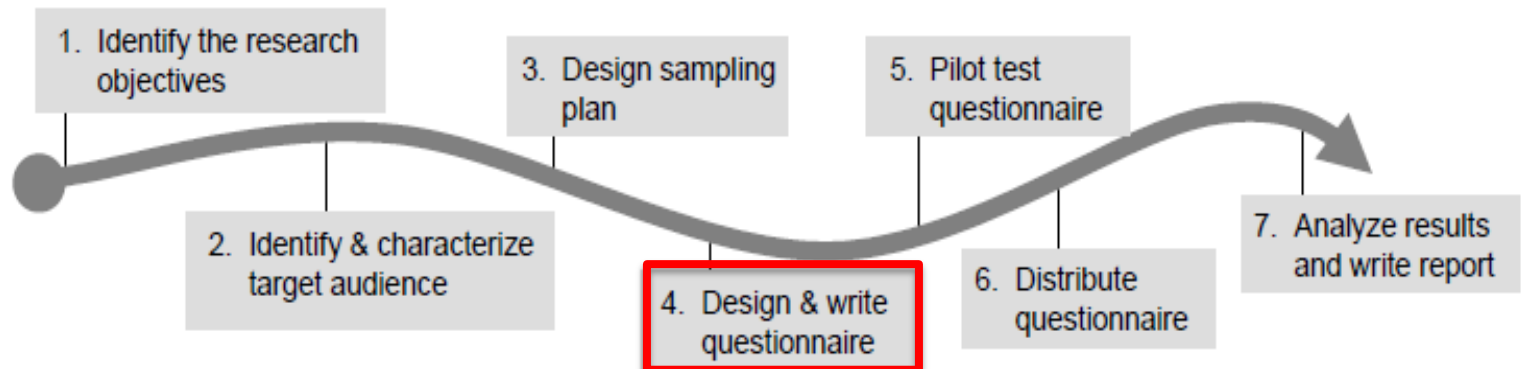 1. Identify the research
objectives
2. Identify & characterize
target audience
3. Design sampling
plan
4. Design & write
questionnaire
5. Pilot test
questionnaire
6. Distribute
questionnaire
7. Analyze results
and write report